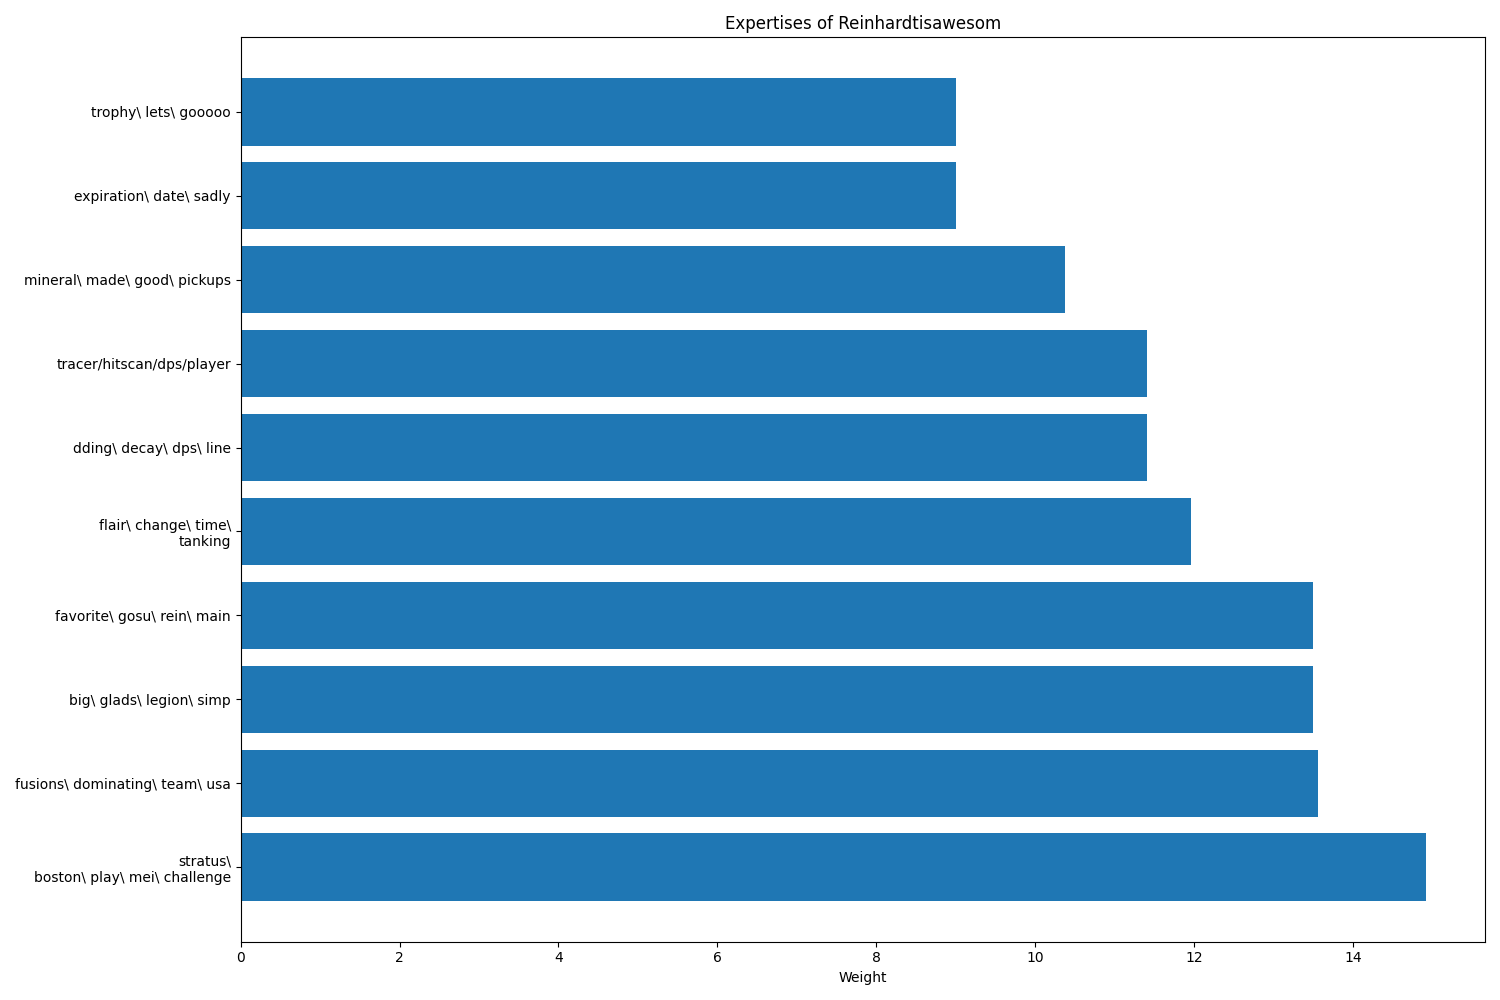 Expertises of Reinhardtisawesom
trophy\ lets\ gooooo
expiration\ date\ sadly
mineral\ made\ good\ pickups
tracer/hitscan/dps/player
dding\ decay\ dps\ line
flair\ change\ time\
tanking
favorite\ gosu\ rein\ main
big\ glads\ legion\ simp
fusions\ dominating\ team\ usa
stratus\
boston\ play\ mei\ challenge
0 2 4 6 8 10 12 14
Weight